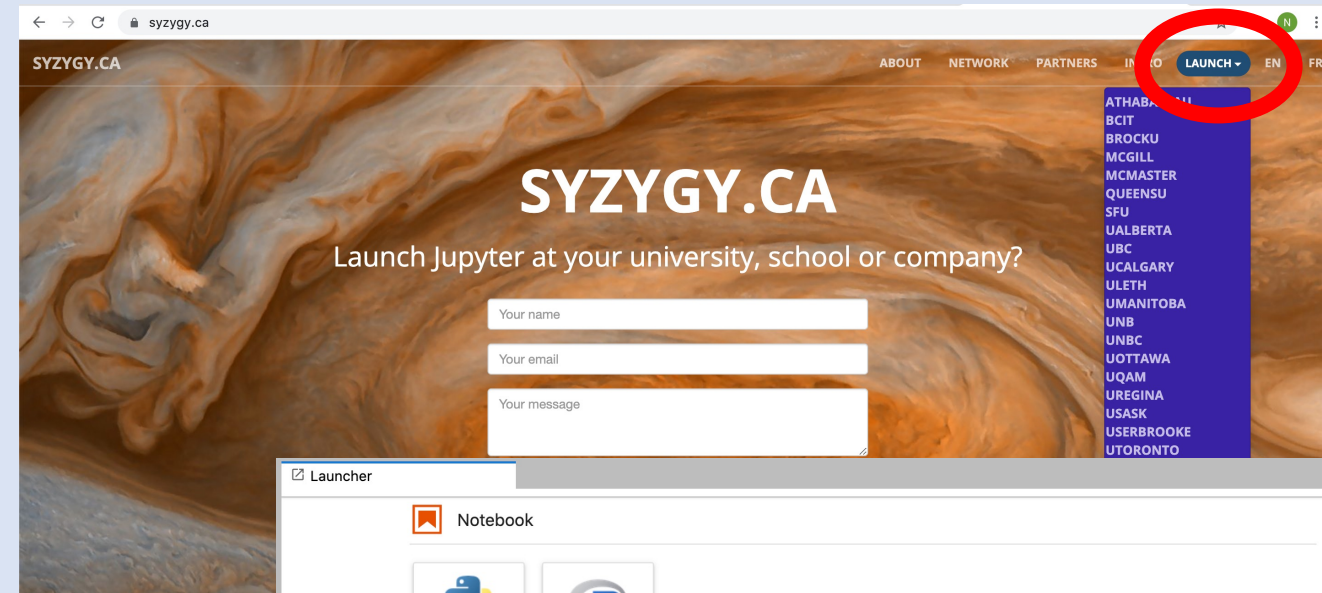 syzygy.ca
N
SYZYGY.CA
ABOUT NETWORK PARTNERS LAUNCH EN FR
BCIT
BROCKU
MCGILL
MCMASTER
QUEENSU
SFU
UALBERTA
UBC
UCALGARY
ULETH
UMANITOBA
UNB
UNBC
UOTTAWA
UQAM
UREGINA
USASK
USERBROOKE
UTORONTO
SYZYGY.CA
Launch Jupyter at your university, school or company?
Your name
Your email
Your message
Launcher
Notebook